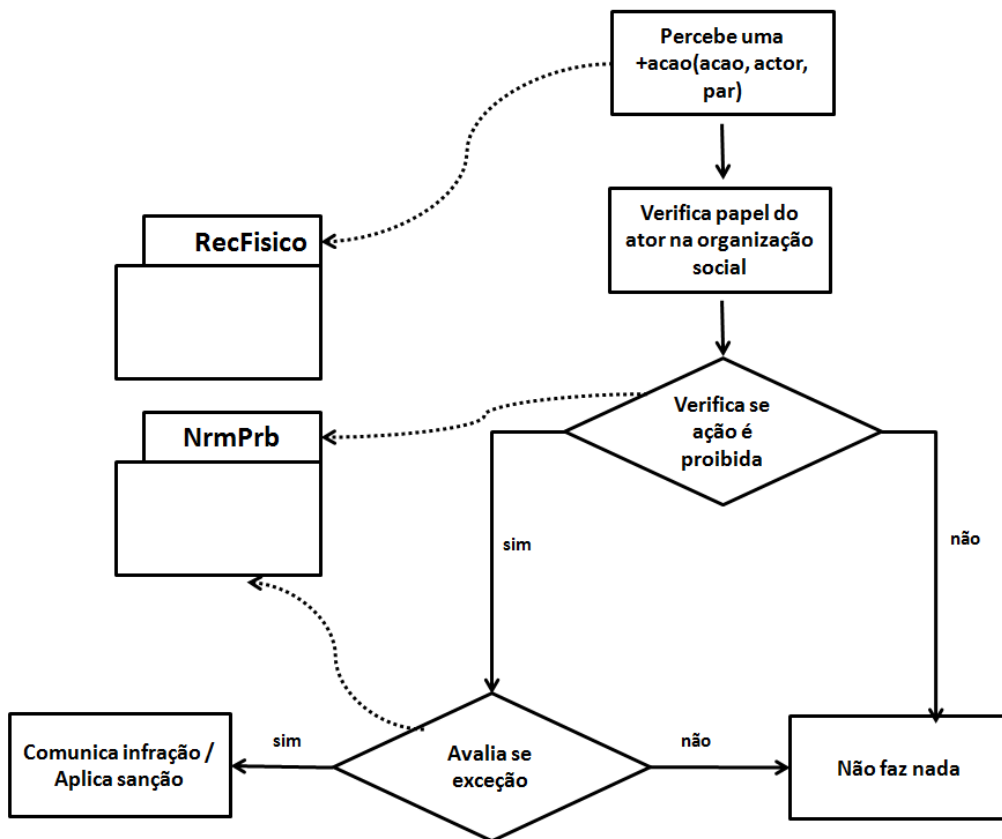 Percebe uma
+acao(acao, actor,
par)
Verifica papel do
ator na organização
social
RecFisico
NrmPrb
Verifica se
ação é
proibida
sim
não
Comunica infração /
Aplica sanção
sim
Avalia se
exceção
não
Não faz nada